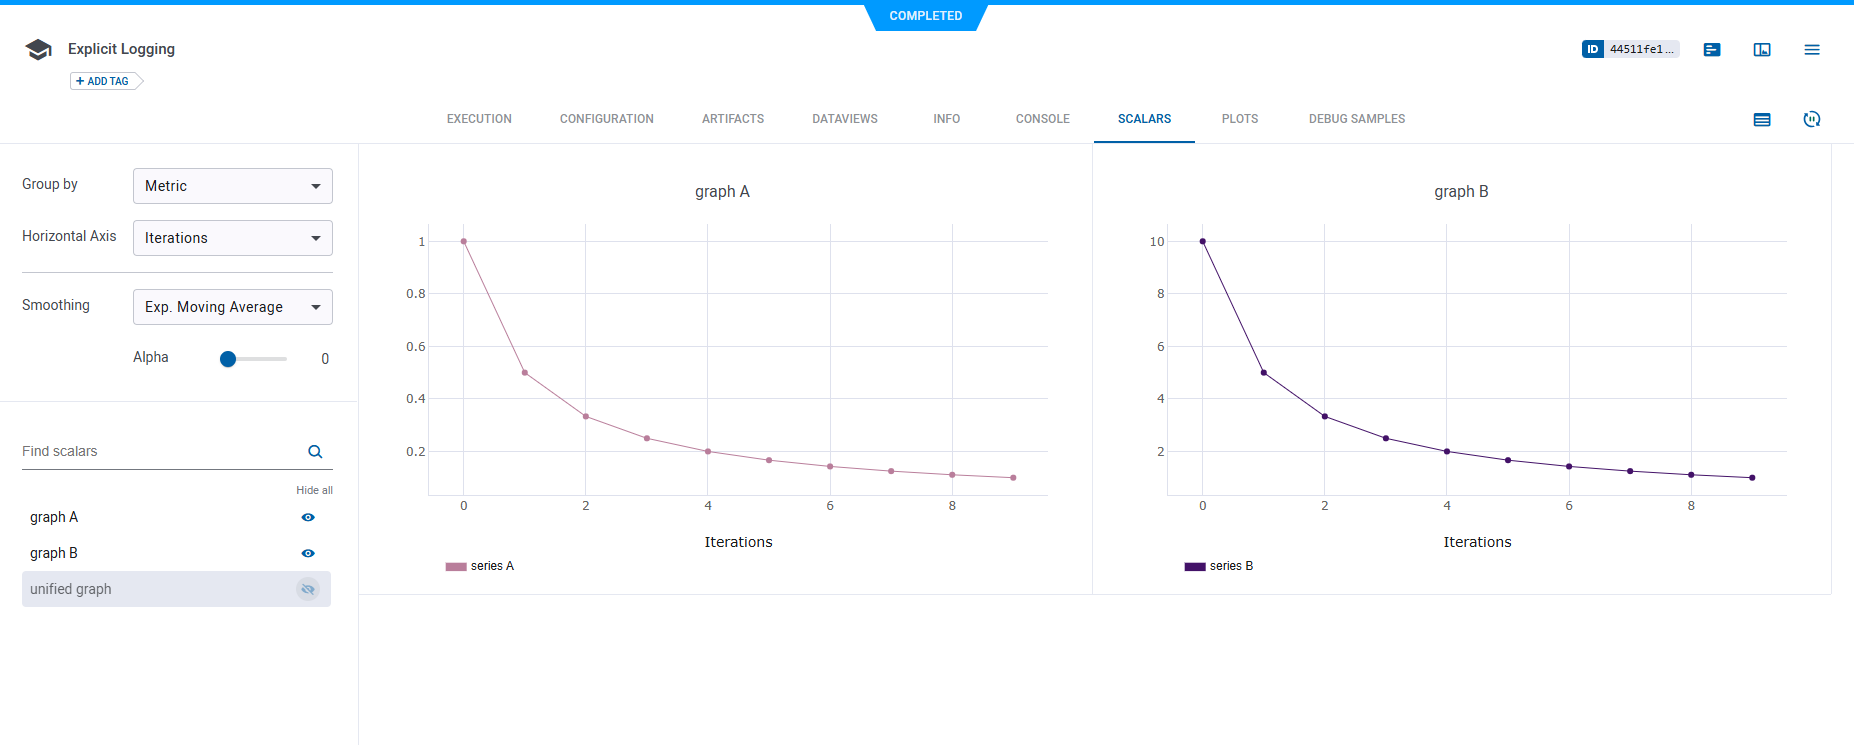 COMPLETED
Explicit Logging
ID 44511fe1...
+ ADD TAG
EXECUTION CONFIGURATION ARTIFACTS DATAVIEWS INFO CONSOLE SCALARS PLOTS DEBUG SAMPLES
Group by Metric
Horizontal Axis Iterations
Smoothing Exp. Moving Average
Alpha 0
Find scalars
Hide all
graph A
graph B
unified graph
graph A
1
0.8
0.6
0.4
0.2
0 2 4 6 8
Iterations
series A
graph B
10
8
6
4
2
0 2 4 6 8
Iterations
series B